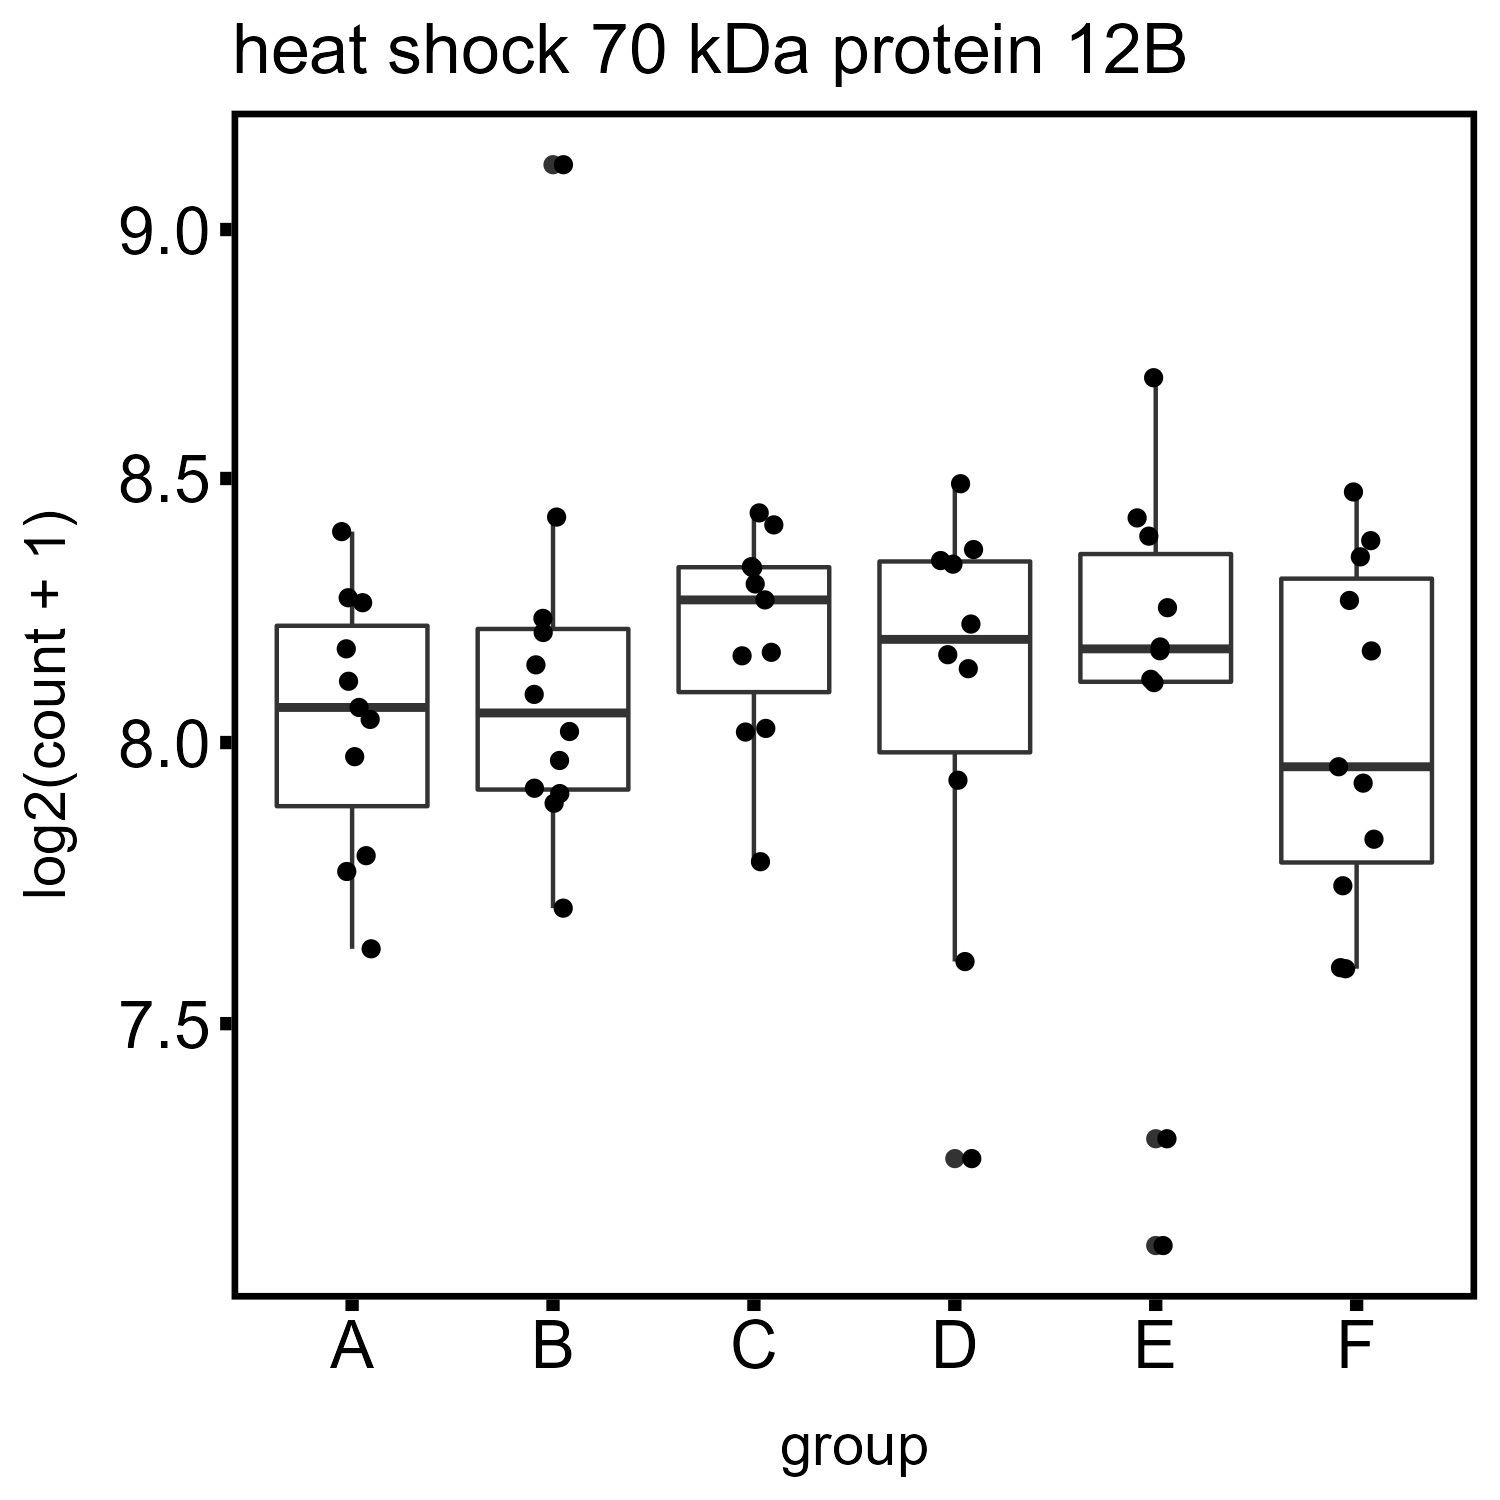 heat shock 70 kDa protein 12B
log2(count + 1)
9.0
8.5
8.0
7.5
A B C D E F
group